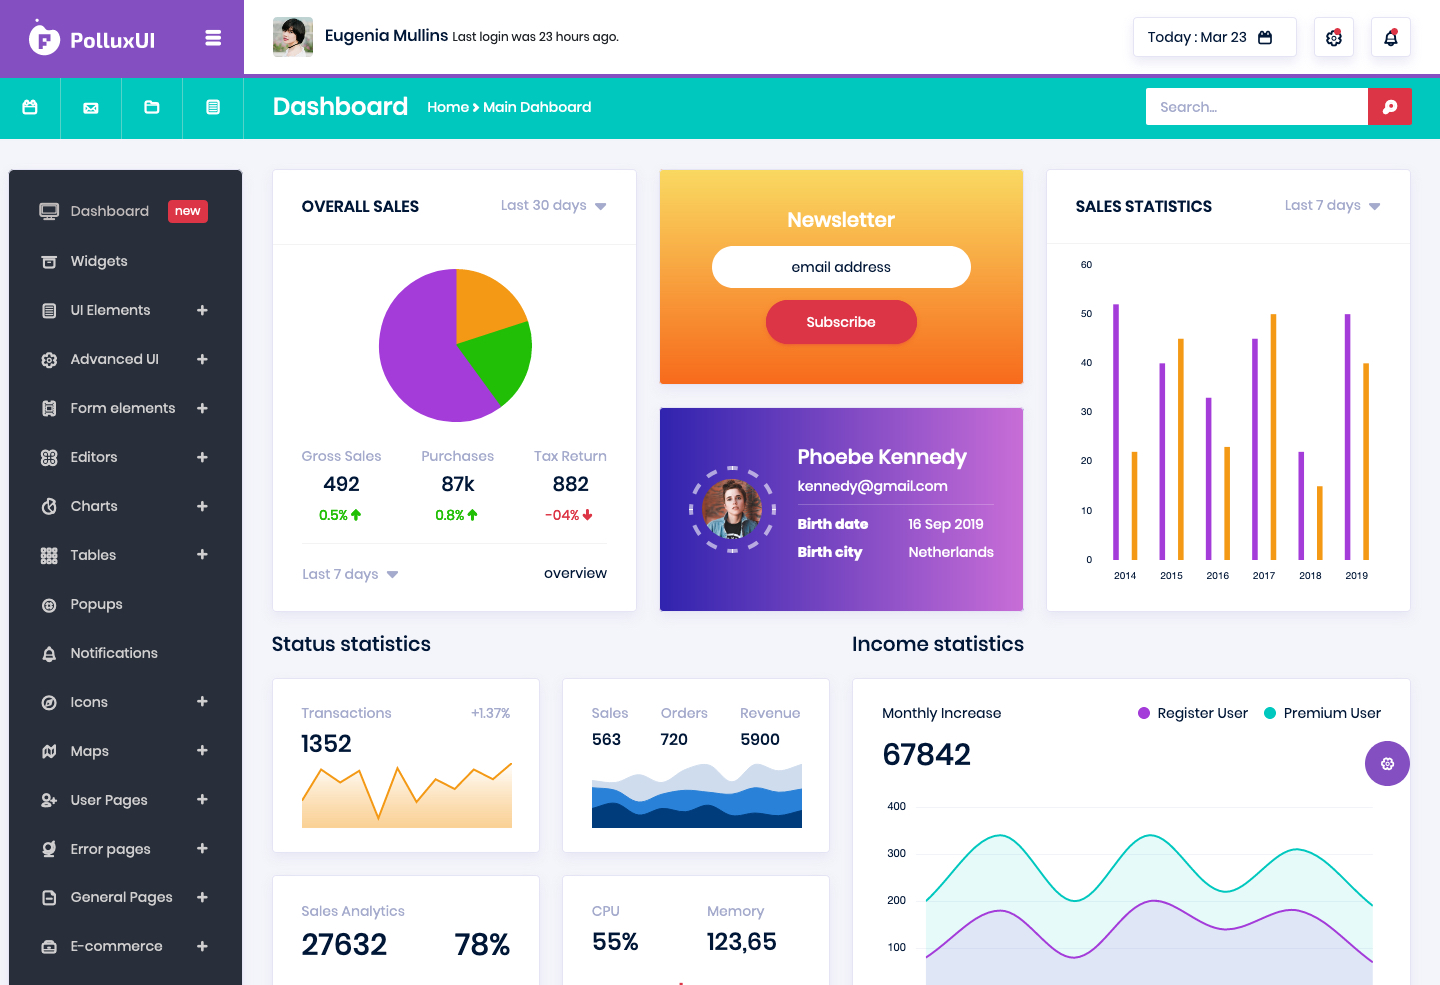 PolluxUI
Eugenia Mullins Last login was 23 hours ago.
Today : Mar 23
Dashboard
Home > Main Dahboard
Search...
Dashboard new
Widgets
UI Elements
Advanced UI
Form elements
Editors
Charts
Tables
Popups
Notifications
Icons
Maps
User Pages
Error pages
General Pages
E-commerce
OVERALL SALES
Last 30 days
Gross Sales Purchases Tax Return
492 87k 882
0.5% 0.8% -04%
Last 7 days overview
Newsletter
email address
Subscribe
Phoebe Kennedy
kennedy@gmail.com
Birth date 16 Sep 2019
Birth city Netherlands
SALES STATISTICS
Last 7 days
60
50
40
30
20
10
0
2014 2015 2016 2017 2018 2019
Status statistics
Transactions +1.37%
1352
Sales Orders Revenue
563 720 5900
Sales Analytics
27632 78%
CPU Memory
55% 123,65
Income statistics
Monthly Increase
Register User Premium User
67842
400
300
200
100